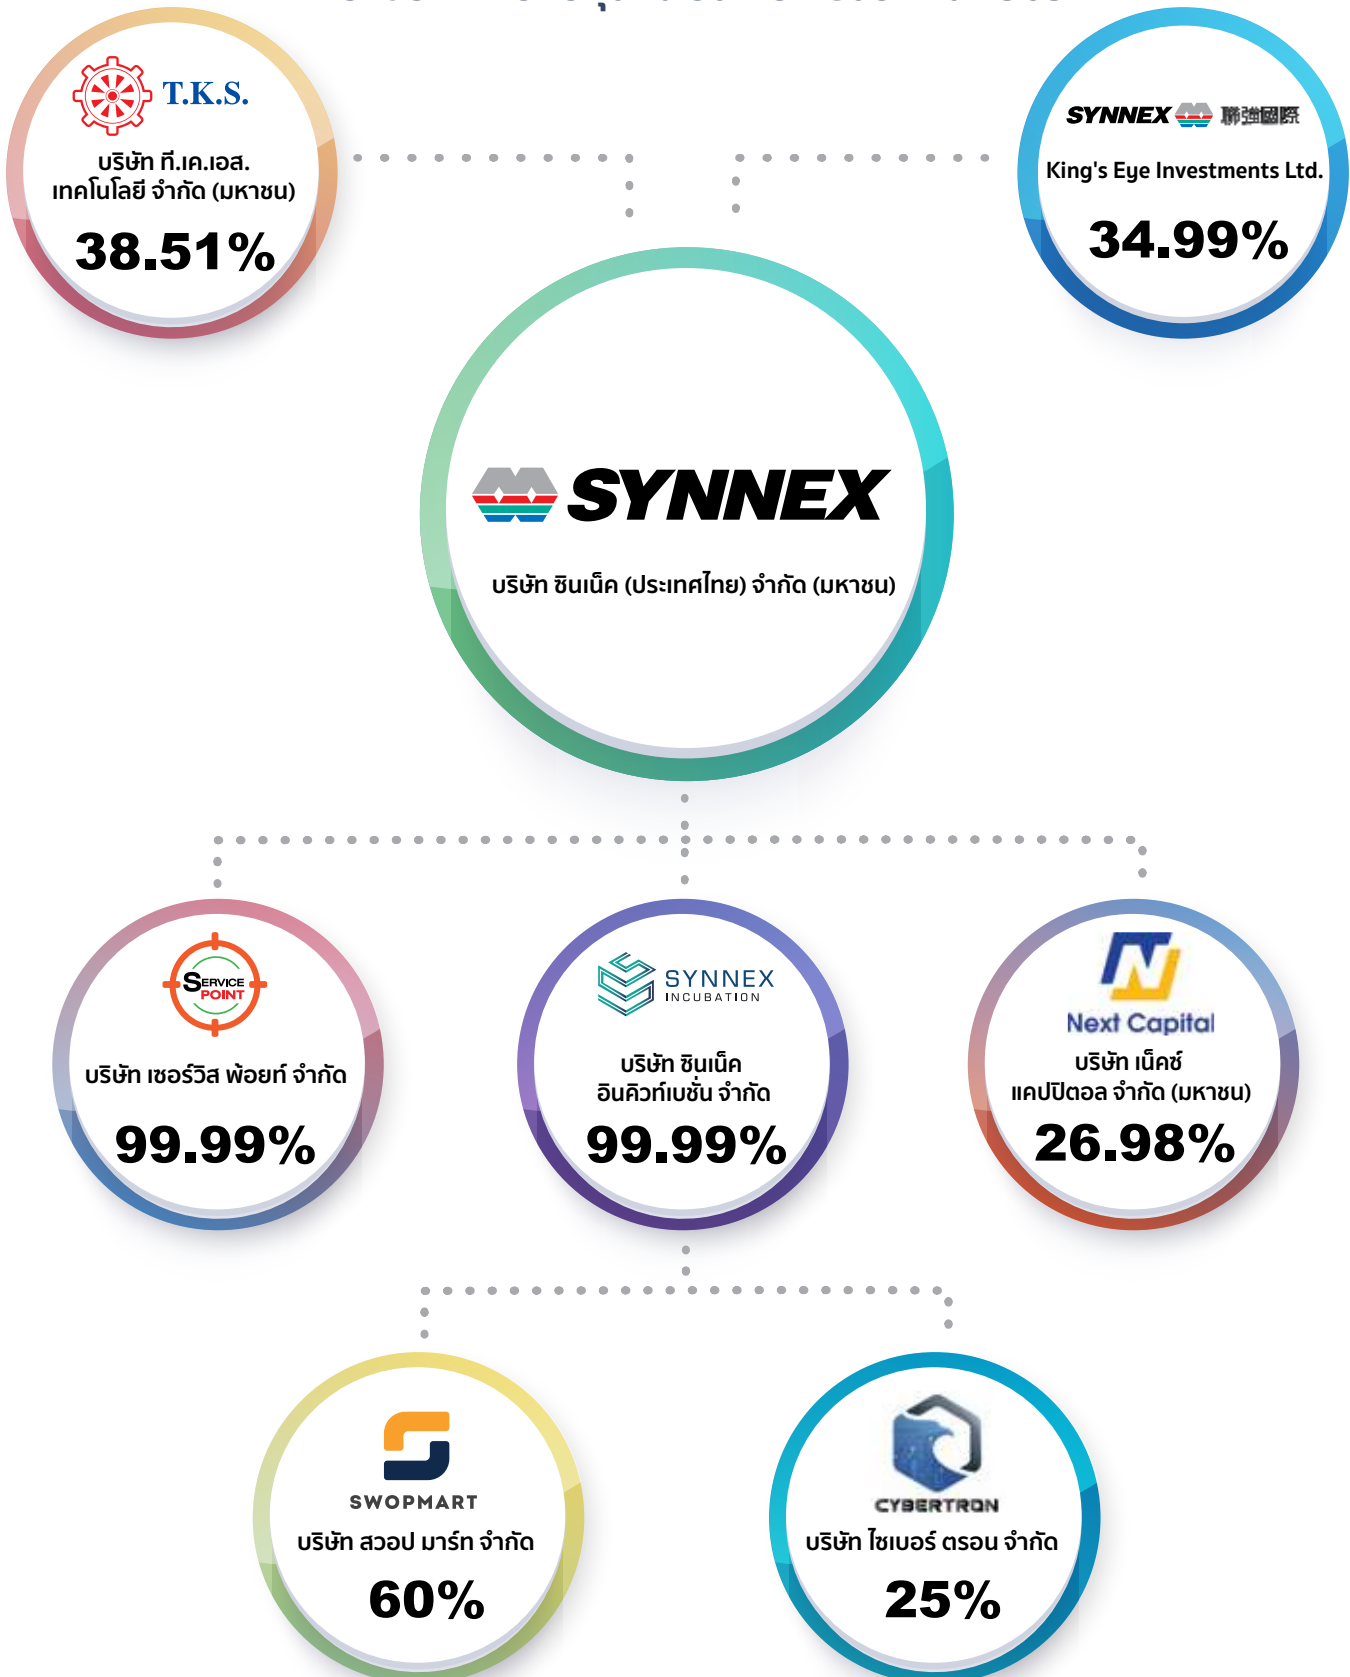 T.K.S.
บริษัท ที.เค.เอส.
เทคโนโลยี จำกัด (มหาชน)
38.51%
SYNNEX 聯強國際
King's Eye Investments Ltd.
34.99%
SYNNEX
บริษัท ซินเน็ค (ประเทศไทย) จำกัด (มหาชน)
SERVICE
POINT
บริษัท เซอร์วิส พ้อยท์ จำกัด
99.99%
SYNNEX
INCUBATION
บริษัท ซินเน็ค
อินคิวท์เบชั่น จำกัด
99.99%
Next Capital
บริษัท เน็คซ์
แคปปิตอล จำกัด (มหาชน)
26.98%
SWOPMART
บริษัท สวอป มาร์ท จำกัด
60%
CYBERTRON
บริษัท ไซเบอร์ ตรอน จำกัด
25%